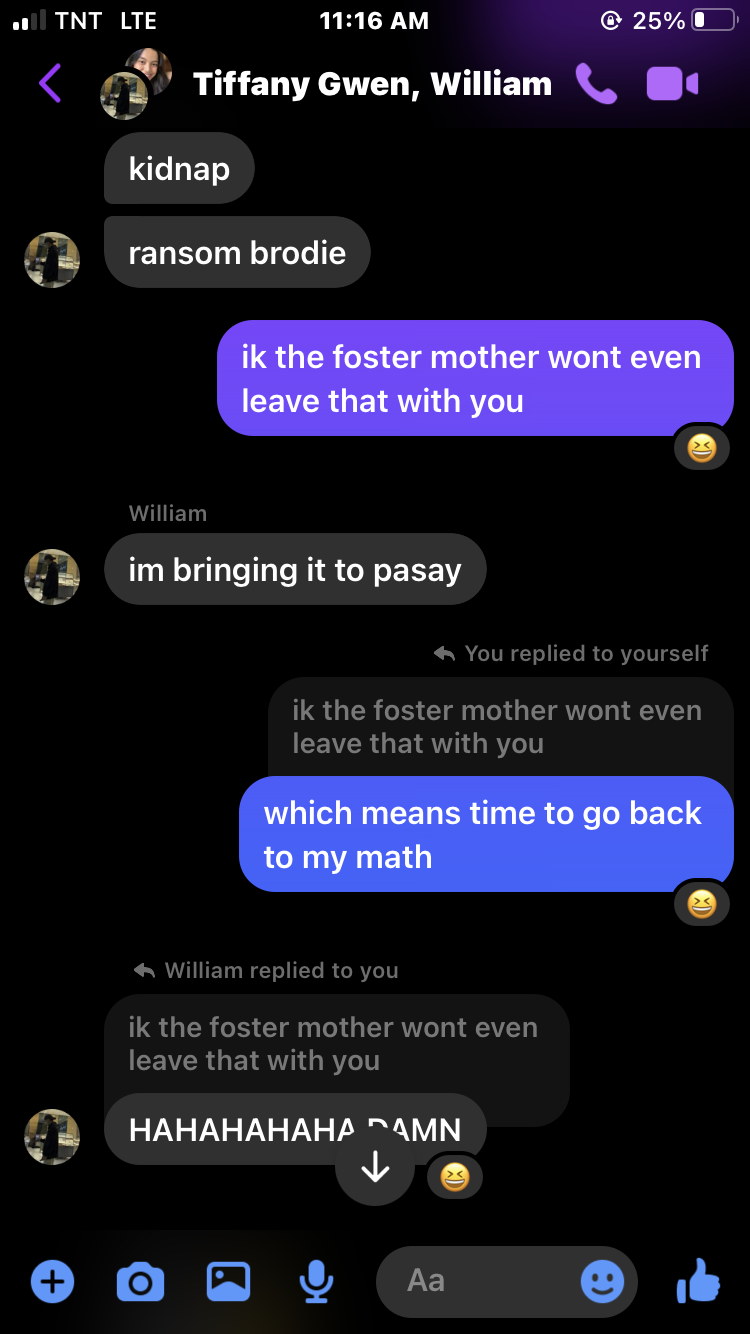 TNT LTE 11:16 AM 25%
Tiffany Gwen, William
kidnap
ransom brodie
ik the foster mother wont even
leave that with you
William
im bringing it to pasay
You replied to yourself
ik the foster mother wont even
leave that with you
which means time to go back
to my math
William replied to you
ik the foster mother wont even
leave that with you
HAHAHAHAHA DAMN
Aa